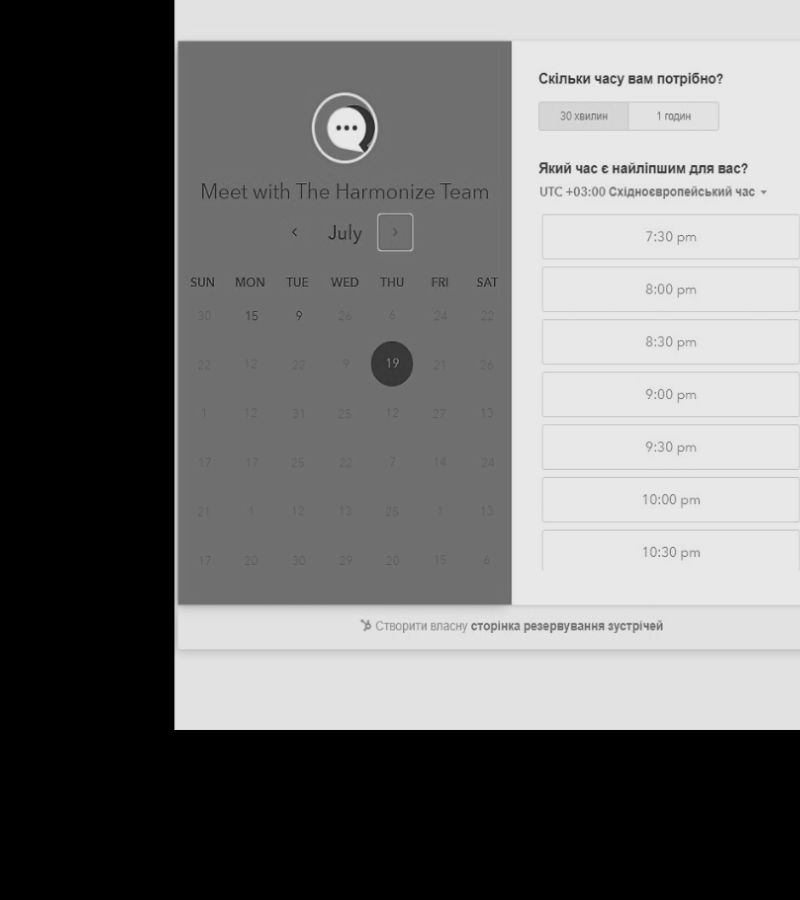 Meet with The Harmonize Team
July
SUN MON TUE WED THU FRI SAT
30 15 9 26 6 24 22
22 12 22 9 19 21 26
1 12 31 25 12 27 13
17 17 25 22 7 14 24
21 1 12 13 25 1 13
17 20 30 29 20 15 6
Скільки часу вам потрібно?
30 хвилин 1 годин
Який час є найліпшим для вас?
UTC +03:00 Східноєвропейський час
7:30 pm
8:00 pm
8:30 pm
9:00 pm
9:30 pm
10:00 pm
10:30 pm
Створити власну сторінка резервування зустрічей